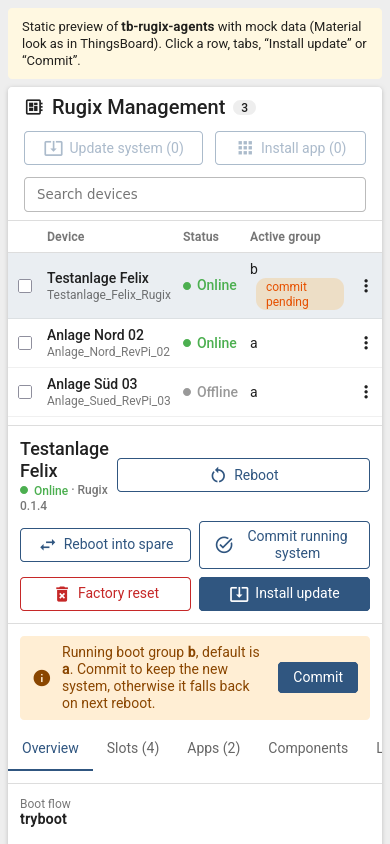 Static preview of tb-rugix-agents with mock data (Material
look as in ThingsBoard). Click a row, tabs, “Install update” or
“Commit”.
Rugix Management 3
Update system (0) Install app (0)
Search devices
Device Status Active group
Testanlage Felix
Testanlage_Felix_Rugix
Online
b
commit
pending
Anlage Nord 02
Anlage_Nord_RevPi_02
Online
a
Anlage Süd 03
Anlage_Sued_RevPi_03
Offline
a
Testanlage
Felix
Online · Rugix
0.1.4
Reboot
Reboot into spare
Commit running
system
Factory reset
Install update
Running boot group b, default is
a. Commit to keep the new
system, otherwise it falls back
on next reboot.
Commit
Overview Slots (4) Apps (2) Components
Boot flow
tryboot